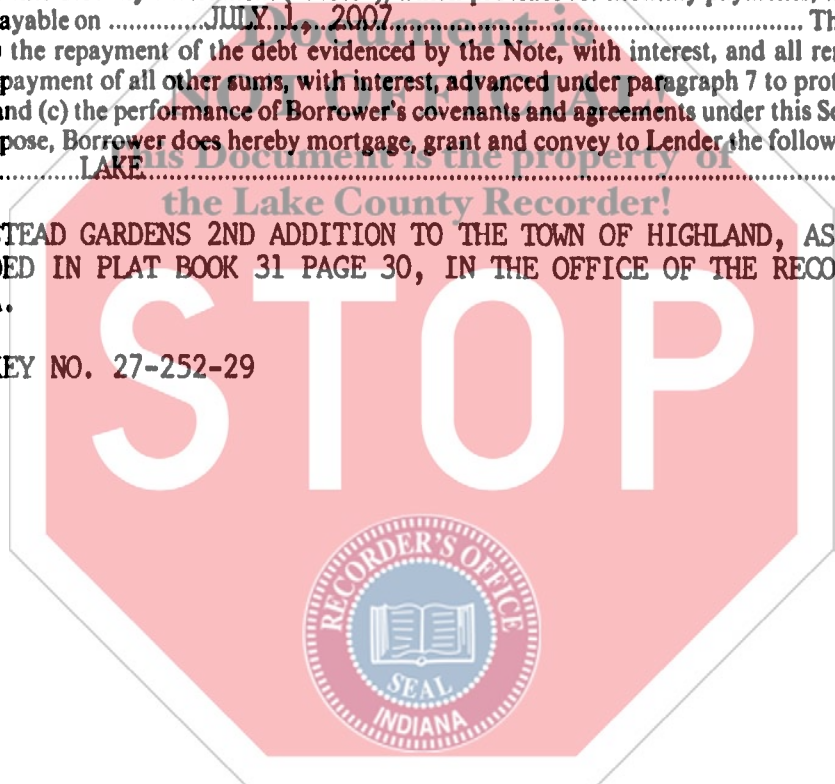 ayable on ..............JULY 1, 2007.................................................................. Th
Document is
the repayment of the debt evidenced by the Note, with interest, and all re
payment of all other sums, with interest, advanced under paragraph 7 to pro
NOT OFFICIAL!
nd (c) the performance of Borrower's covenants and agreements under this Se
pose, Borrower does hereby mortgage, grant and convey to Lender the follow
This Document is the property of
............LAKE............................................................................................
the Lake County Recorder!
TEAD GARDENS 2ND ADDITION TO THE TOWN OF HIGHLAND, AS
ED IN PLAT BOOK 31 PAGE 30, IN THE OFFICE OF THE RECO
EY NO. 27-252-29
STOP
RECORDER'S OFFICE
SEAL
INDIANA